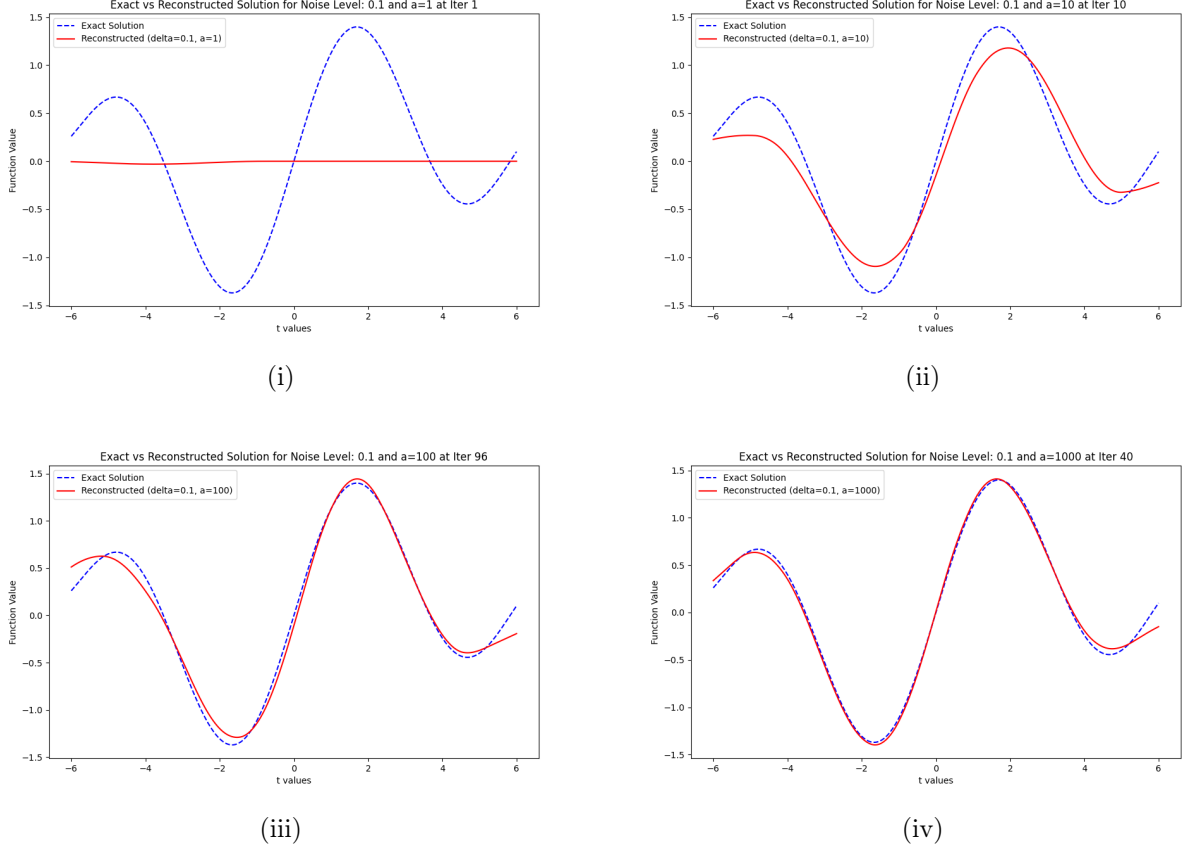 Exact vs Reconstructed Solution for Noise Level: 0.1 and a=1 at Iter 1
1.5
1.0
0.5
0.0
−0.5
−1.0
−1.5
Function Value
Exact Solution
Reconstructed (delta=0.1, a=1)
−6
−4
−2
0
2
4
6
t values
(i)
Exact vs Reconstructed Solution for Noise Level: 0.1 and a=10 at Iter 10
1.5
1.0
0.5
0.0
−0.5
−1.0
−1.5
Function Value
Exact Solution
Reconstructed (delta=0.1, a=10)
−6
−4
−2
0
2
4
6
t values
(ii)
Exact vs Reconstructed Solution for Noise Level: 0.1 and a=100 at Iter 96
1.5
1.0
0.5
0.0
−0.5
−1.0
−1.5
Function Value
Exact Solution
Reconstructed (delta=0.1, a=100)
−6
−4
−2
0
2
4
6
t values
(iii)
Exact vs Reconstructed Solution for Noise Level: 0.1 and a=1000 at Iter 40
1.5
1.0
0.5
0.0
−0.5
−1.0
−1.5
Function Value
Exact Solution
Reconstructed (delta=0.1, a=1000)
−6
−4
−2
0
2
4
6
t values
(iv)